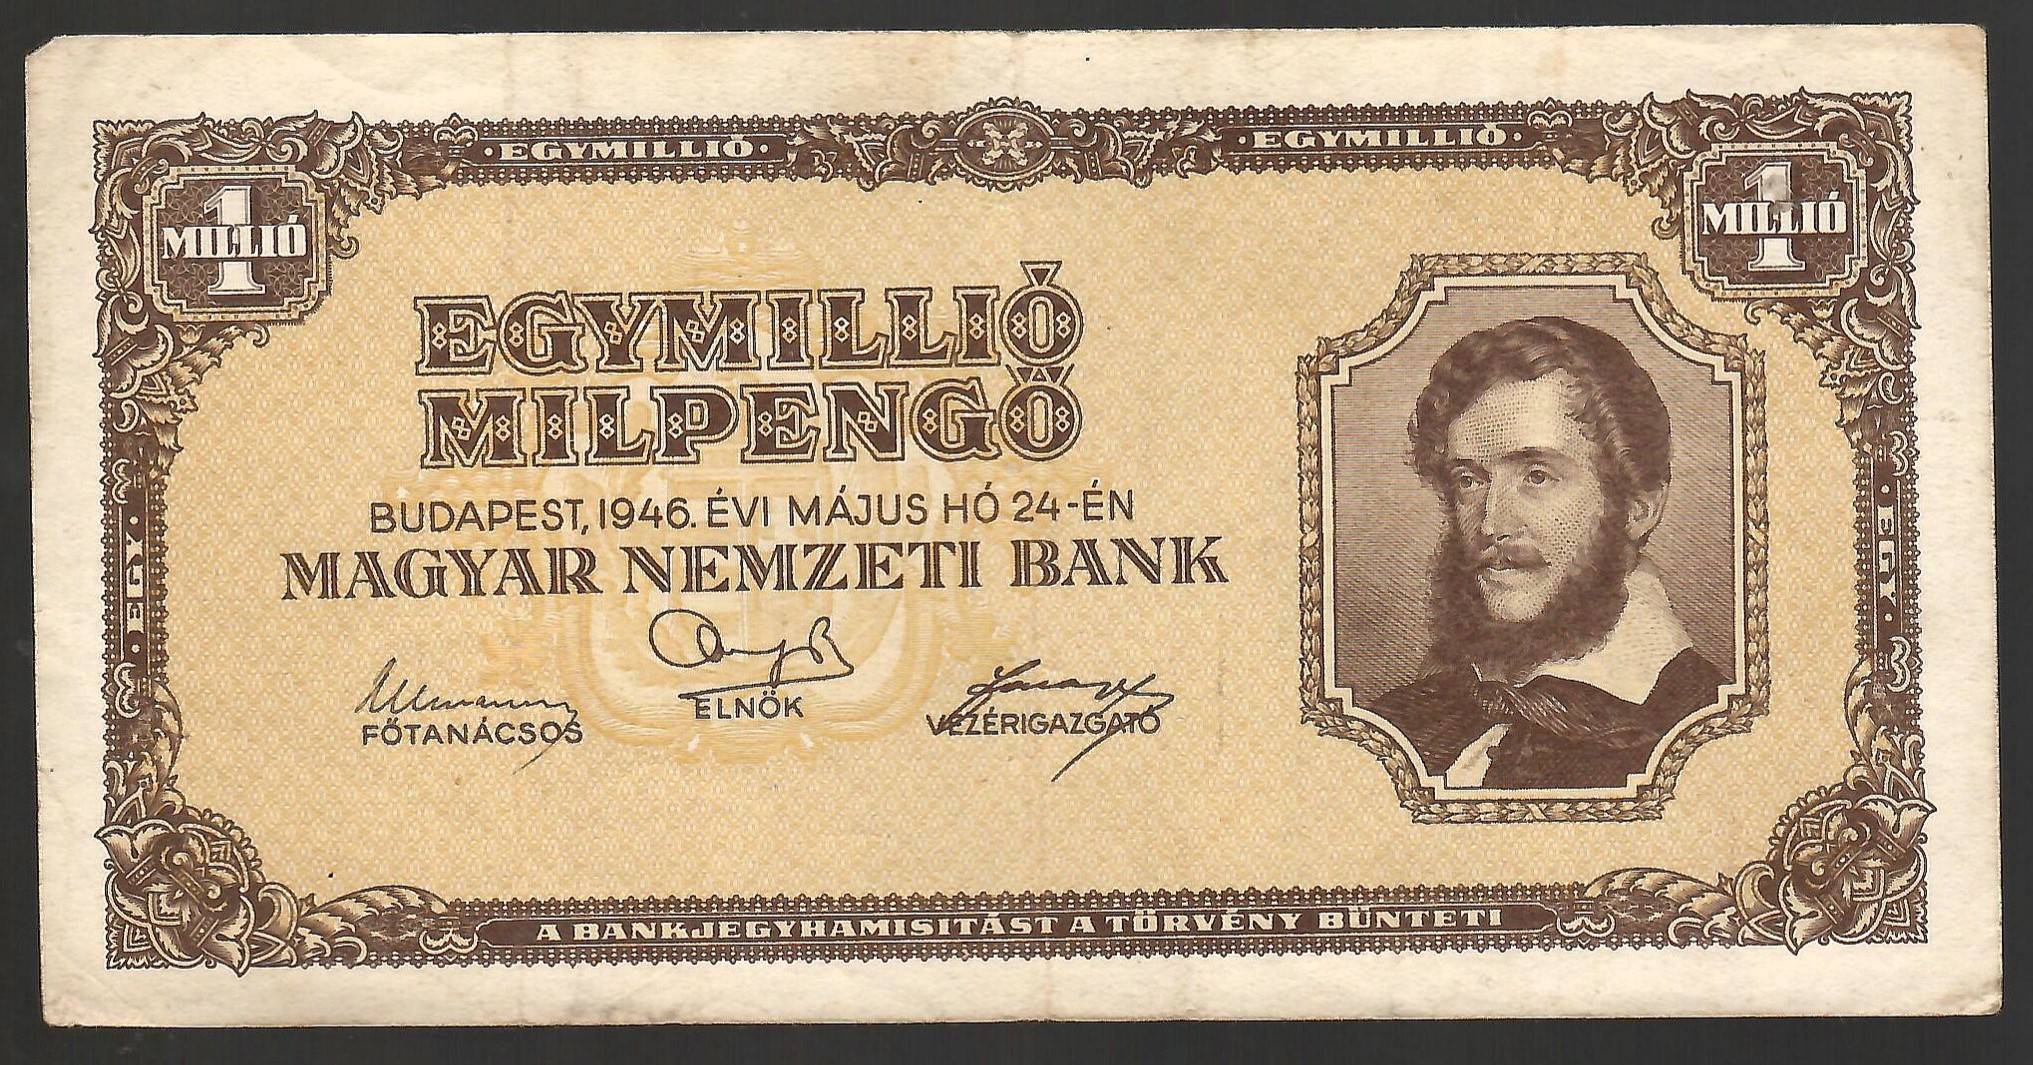 ·EGYMILLIÓ· ·EGYMILLIÓ·
1 MILLIÓ
1 MILLIÓ
EGYMILLIÓ
MILPENGŐ
BUDAPEST, 1946. ÉVI MÁJUS HÓ 24-ÉN
MAGYAR NEMZETI BANK
FŐTANÁCSOS
ELNÖK
VEZÉRIGAZGATÓ
·EGY·
·EGY·
A BANKJEGYHAMISITÁST A TÖRVÉNY BÜNTETI